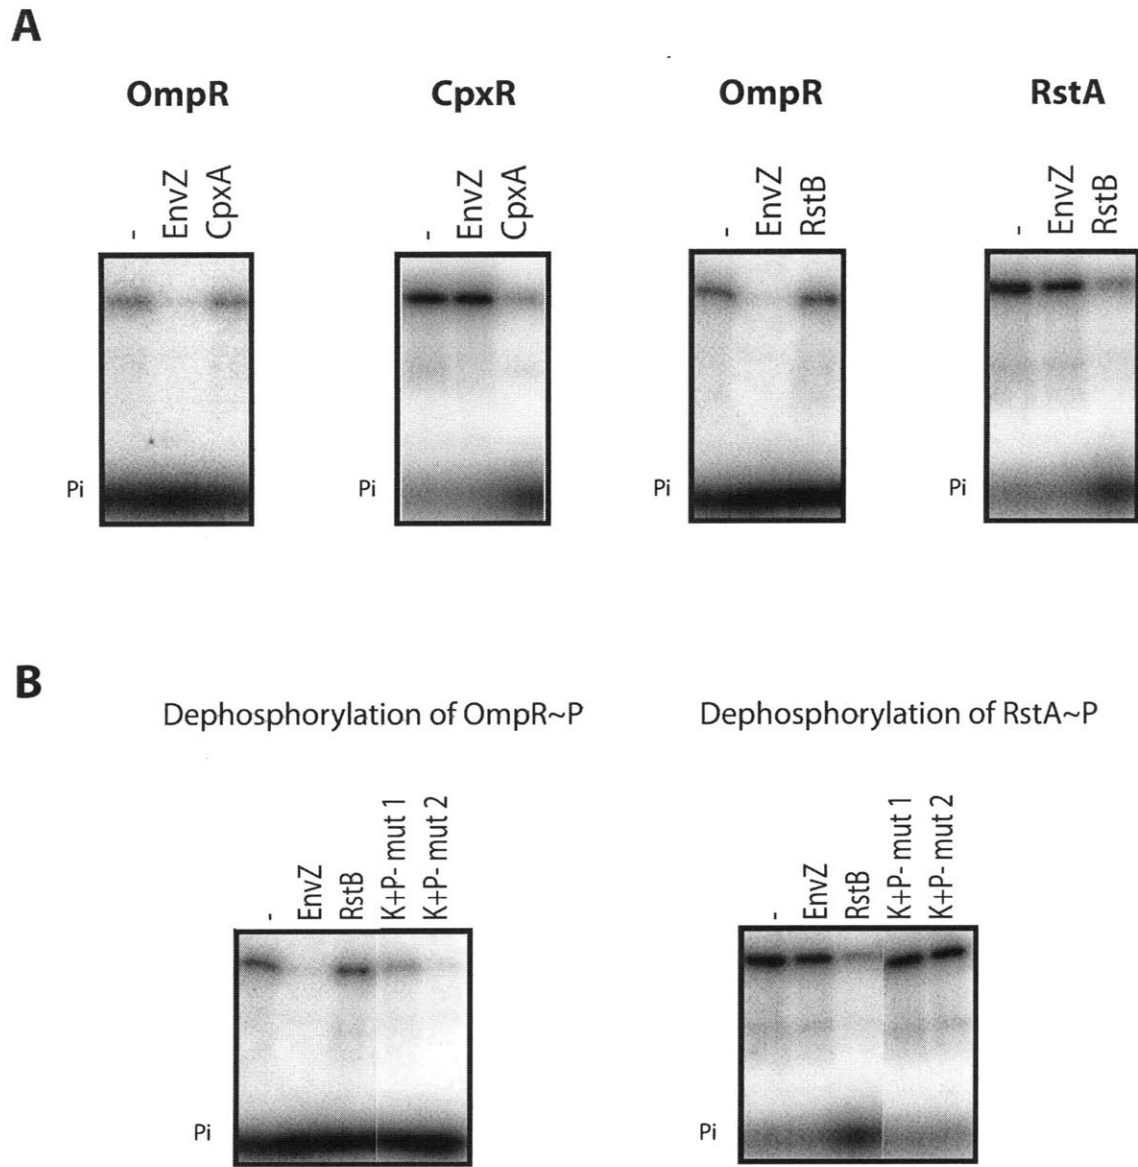 A
OmpR
CpxR
OmpR
RstA
- EnvZ CpxA
- EnvZ CpxA
- EnvZ RstB
- EnvZ RstB
Pi
Pi
Pi
Pi
B
Dephosphorylation of OmpR~P
Dephosphorylation of RstA~P
- EnvZ RstB K+P- mut 1 K+P- mut 2
- EnvZ RstB K+P- mut 1 K+P- mut 2
Pi
Pi